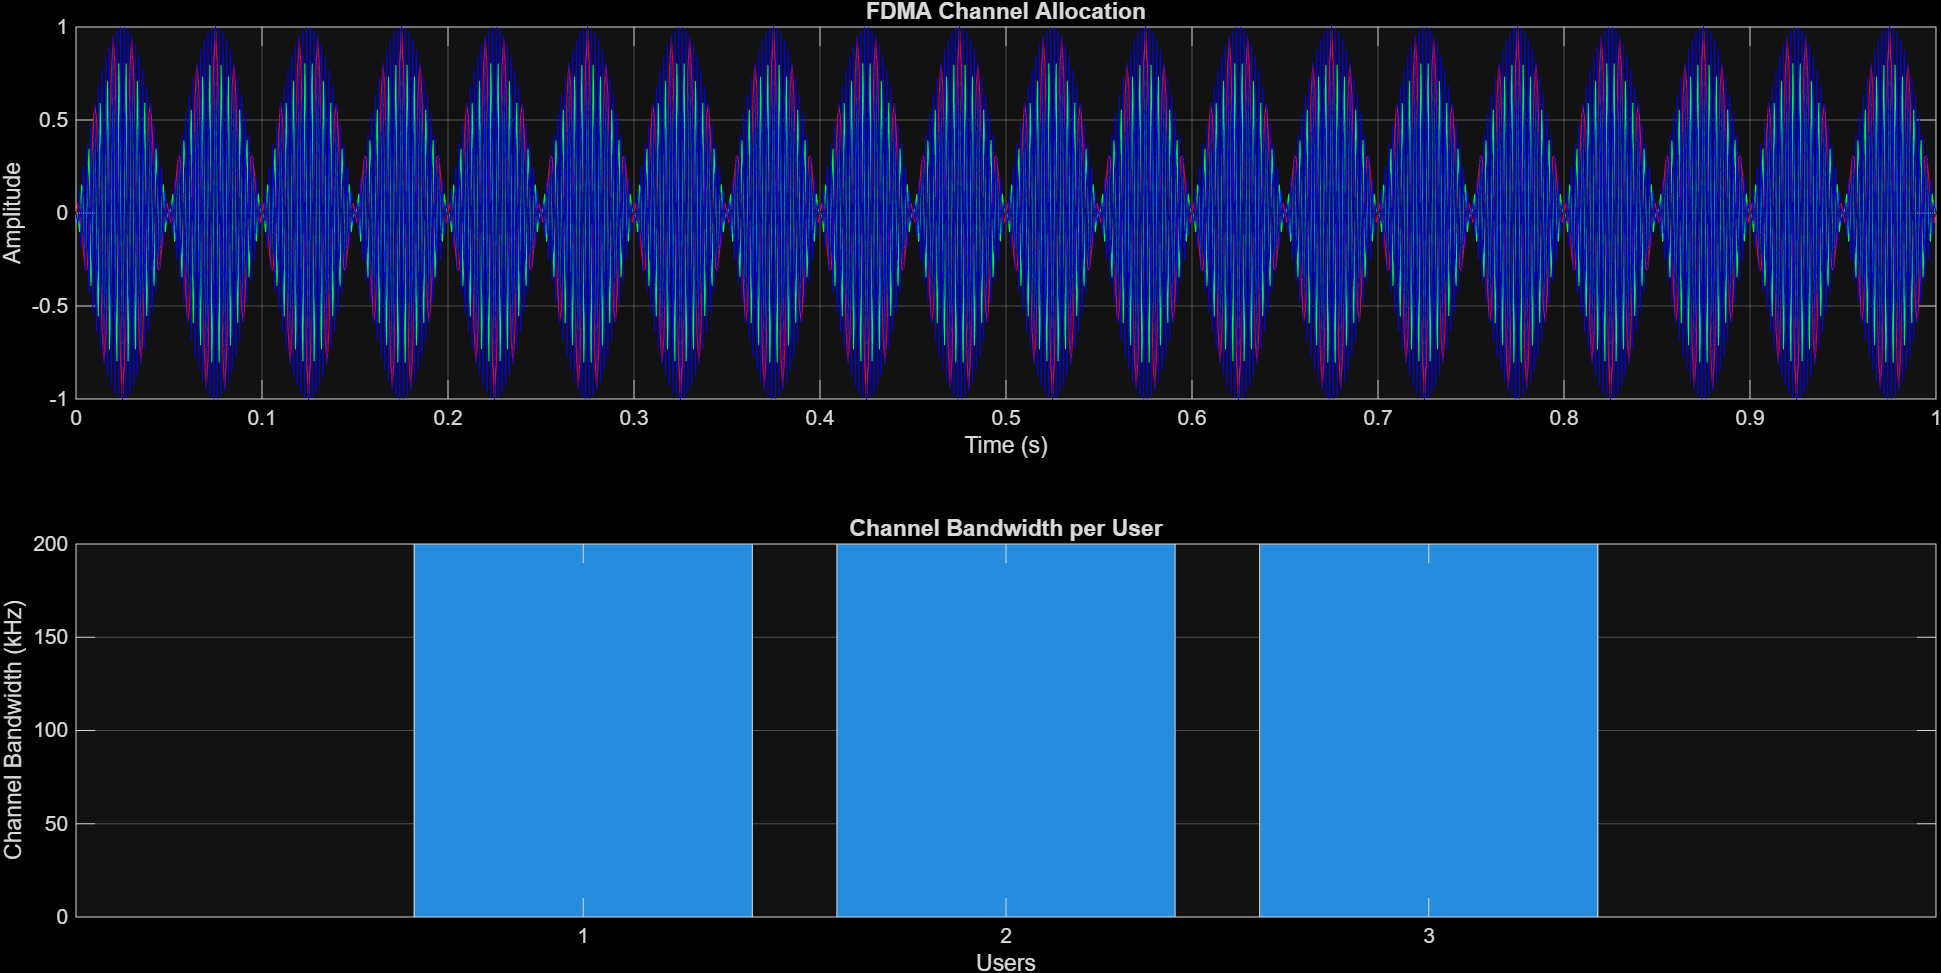 FDMA Channel Allocation
1
0.5
0
-0.5
-1
Amplitude
0 0.1 0.2 0.3 0.4 0.5 0.6 0.7 0.8 0.9 1
Time (s)
Channel Bandwidth per User
200
150
100
50
0
Channel Bandwidth (kHz)
1 2 3
Users